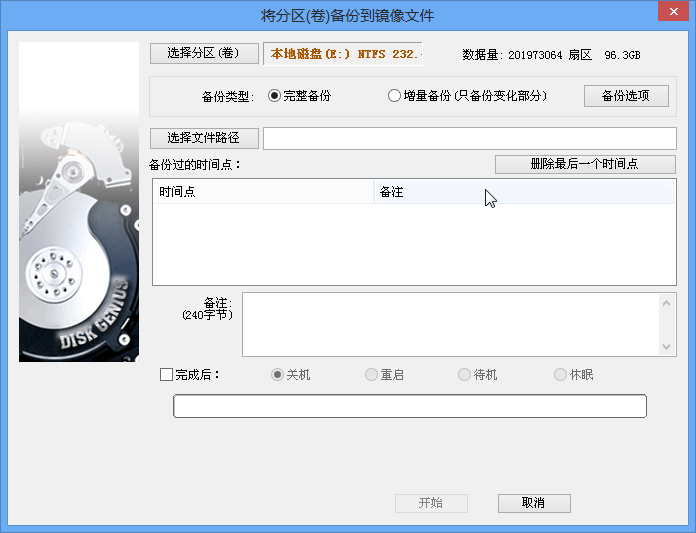 将分区(卷)备份到镜像文件
选择分区(卷) 本地磁盘(E:) NTFS 232. 数据量: 201973064 扇区 96.3GB
备份类型: 完整备份 增量备份(只备份变化部分) 备份选项
选择文件路径
备份过的时间点: 删除最后一个时间点
时间点 备注
备注:
(240字节)
DISK GENIUS
完成后: 关机 重启 待机 休眠
开始 取消